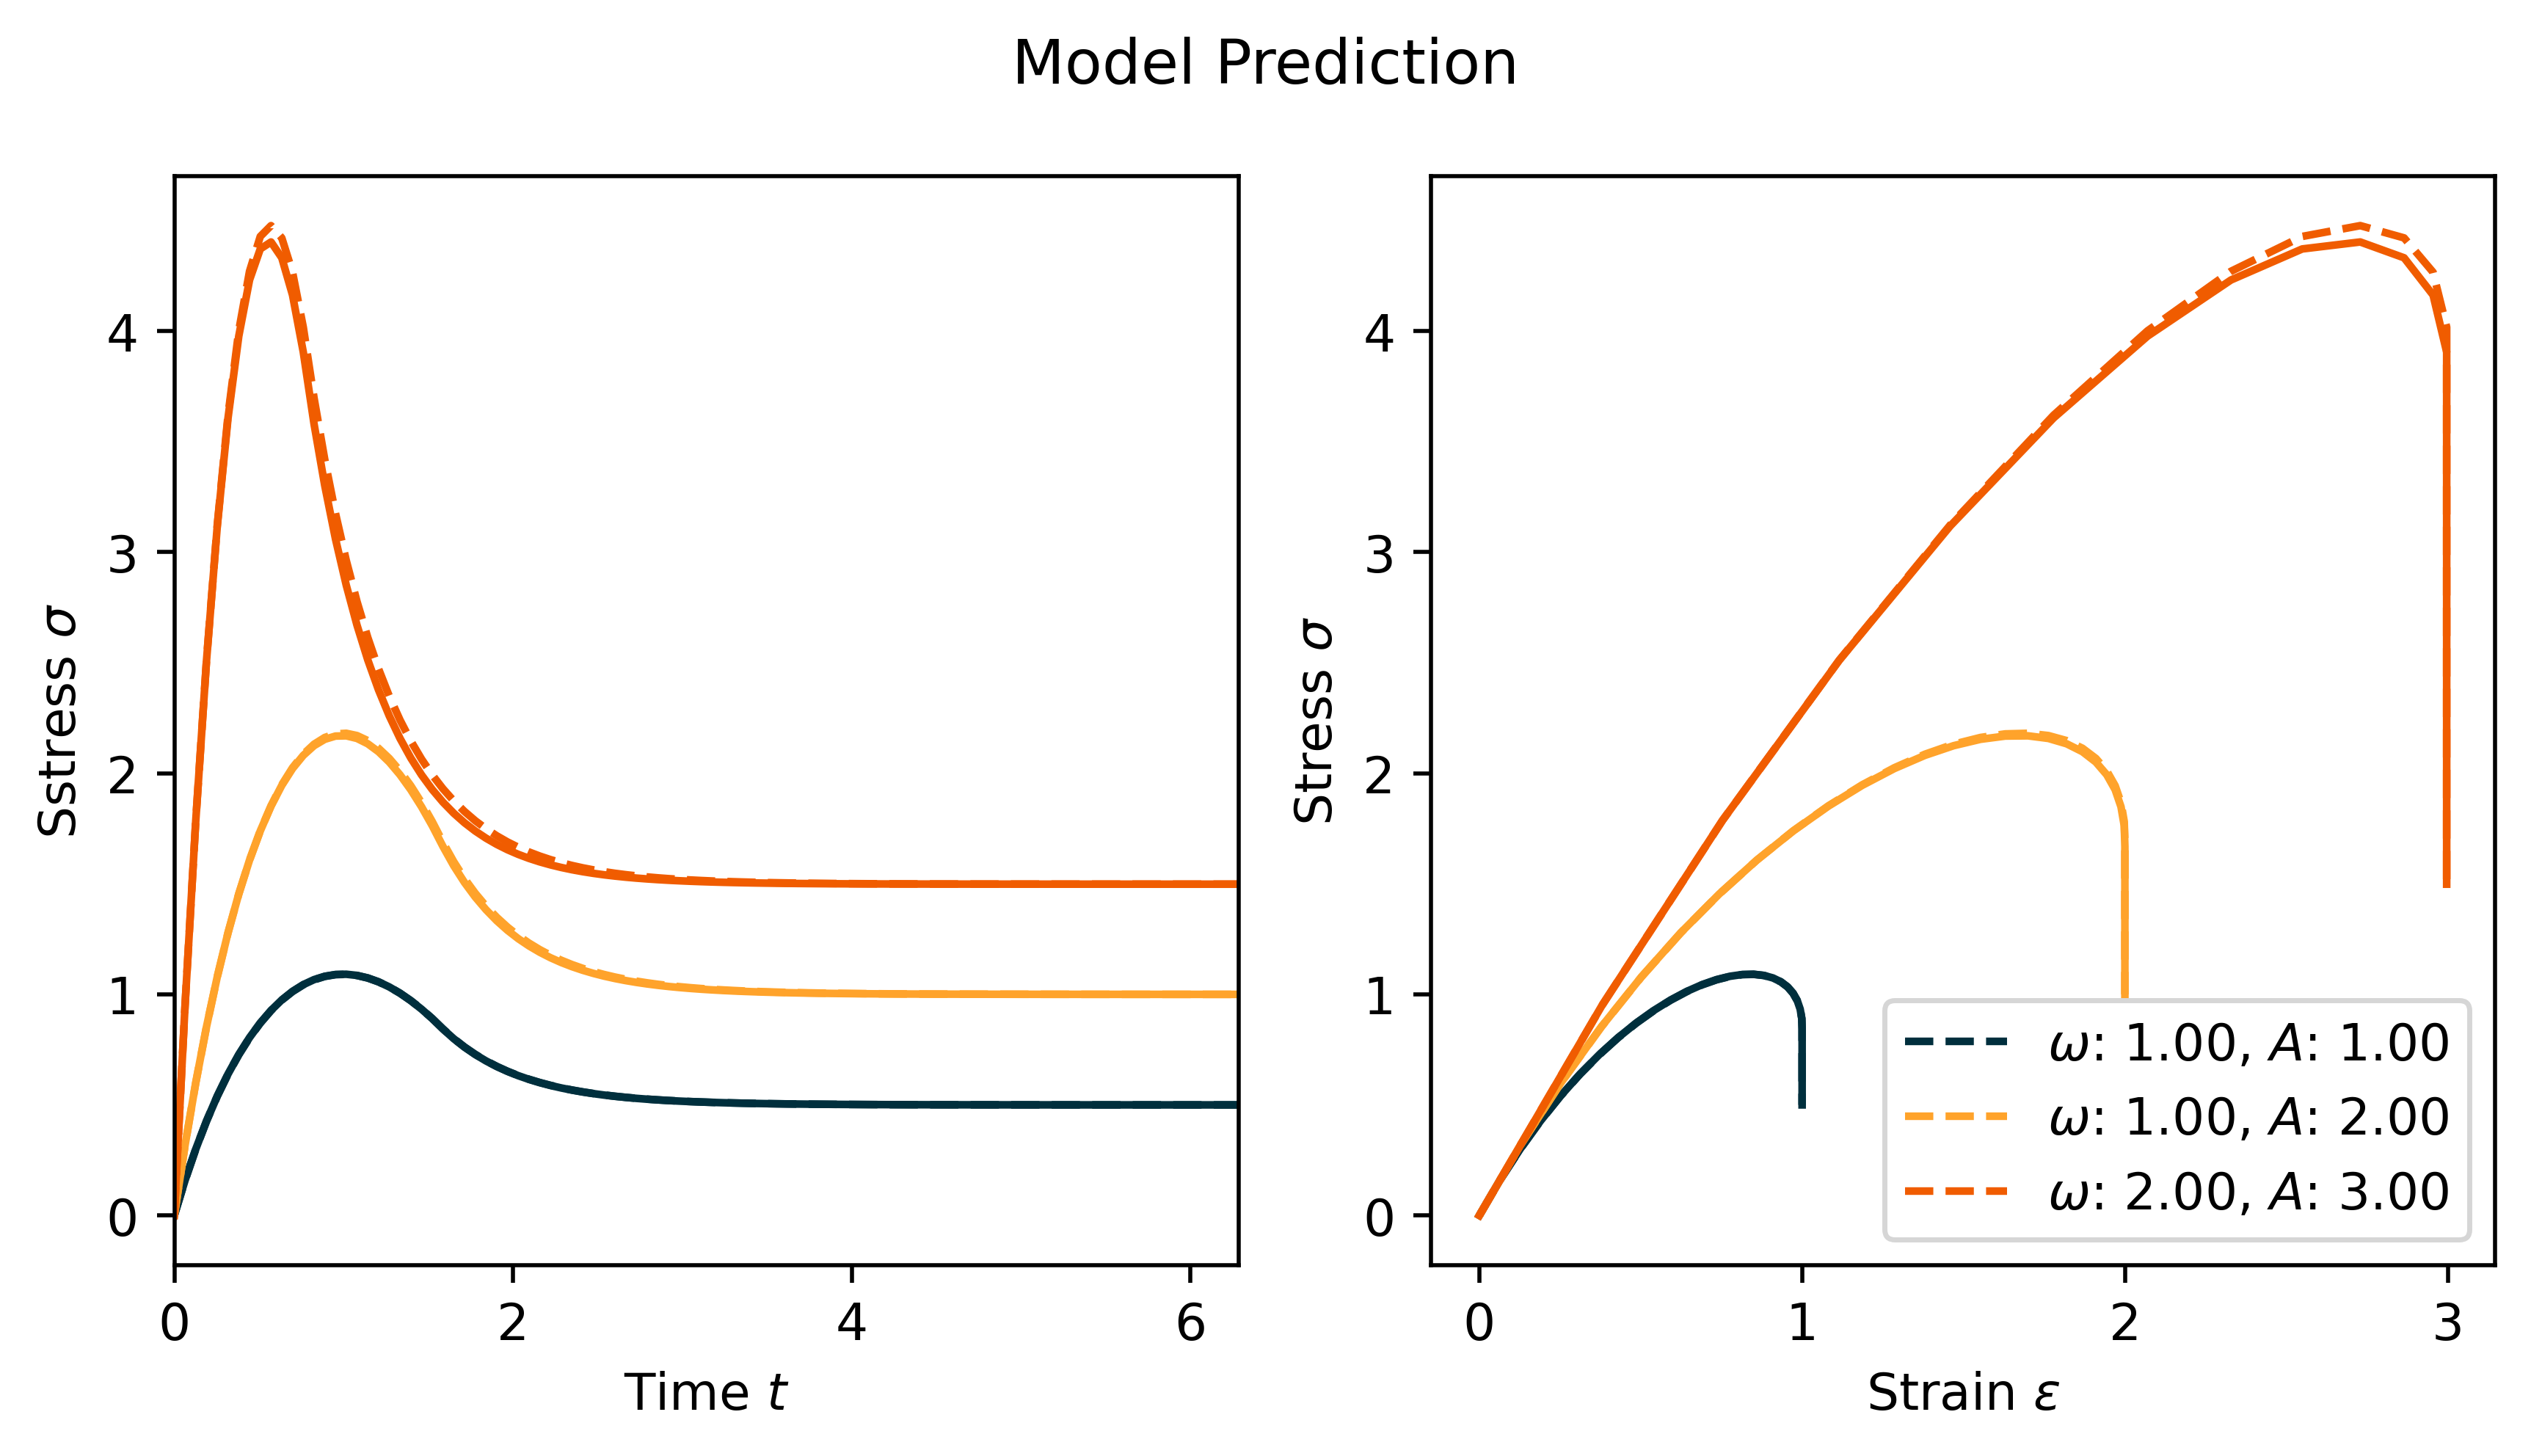 Model Prediction
Sstress σ
4
3
2
1
0
0 2 4 6
Time t
Stress σ
4
3
2
1
0
0 1 2 3
Strain ε
ω: 1.00, A: 1.00
ω: 1.00, A: 2.00
ω: 2.00, A: 3.00